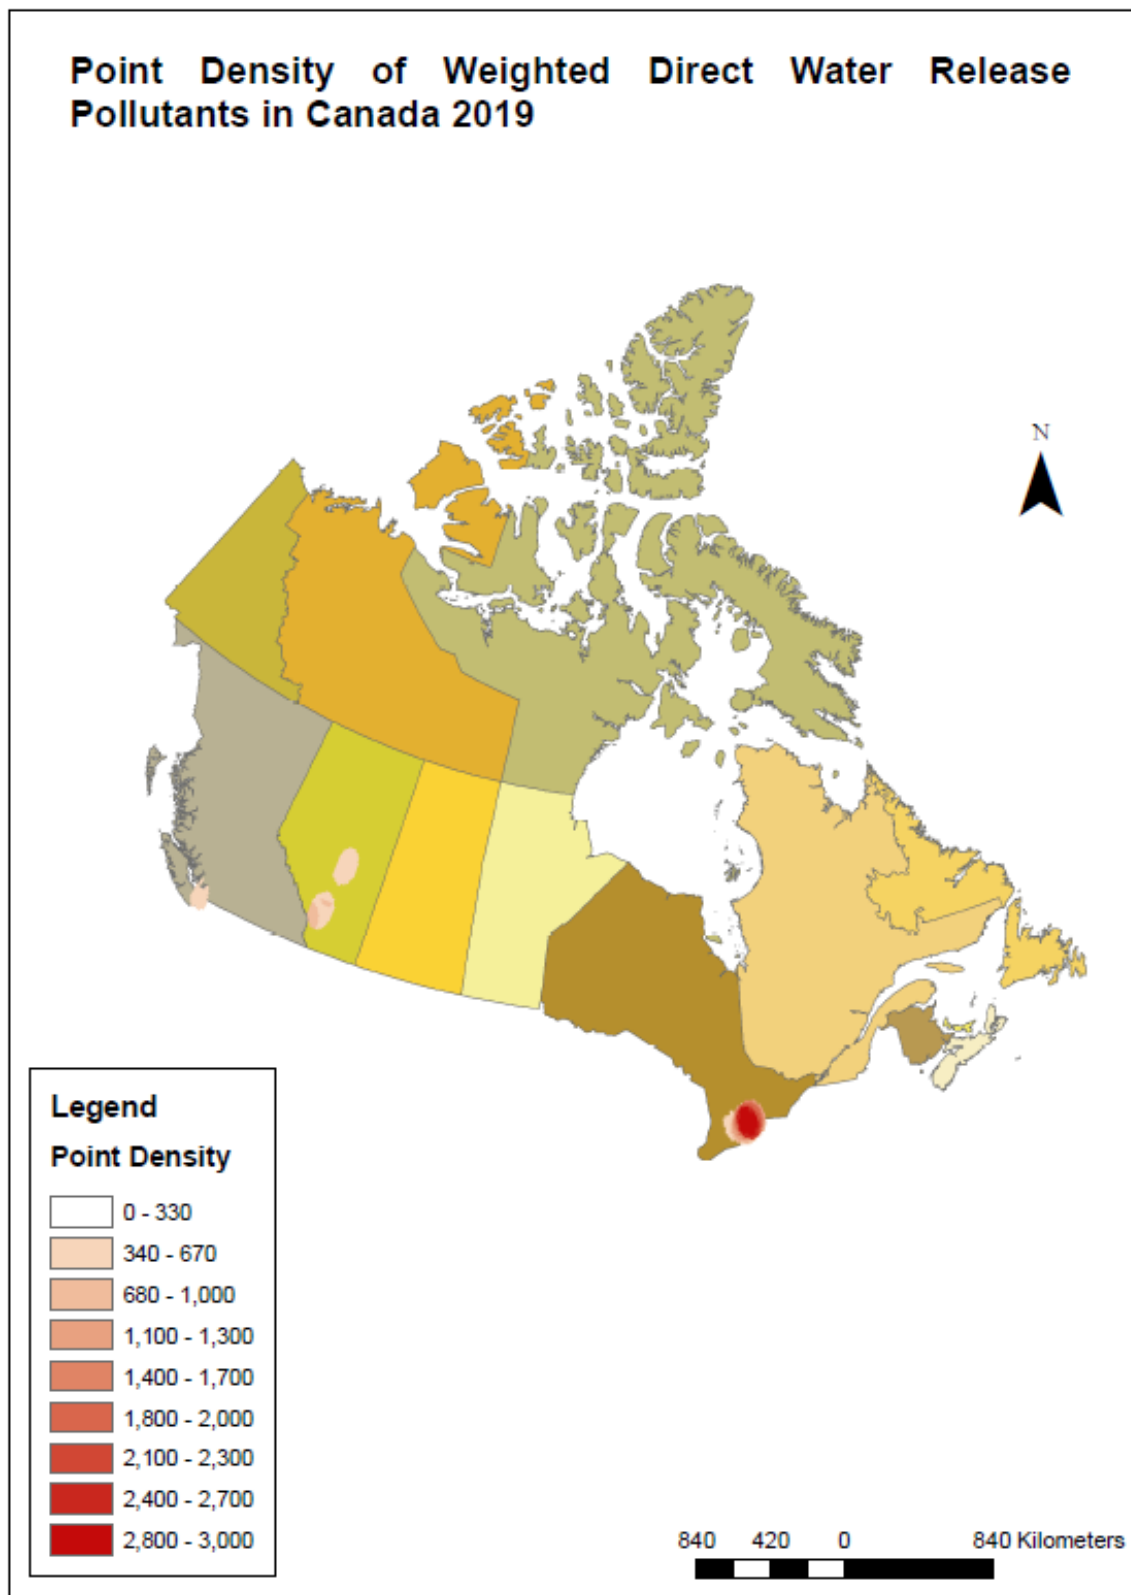 Point Density of Weighted Direct Water Release
Pollutants in Canada 2019
N
Legend
Point Density
0 - 330
340 - 670
680 - 1,000
1,100 - 1,300
1,400 - 1,700
1,800 - 2,000
2,100 - 2,300
2,400 - 2,700
2,800 - 3,000
840 420 0 840 Kilometers